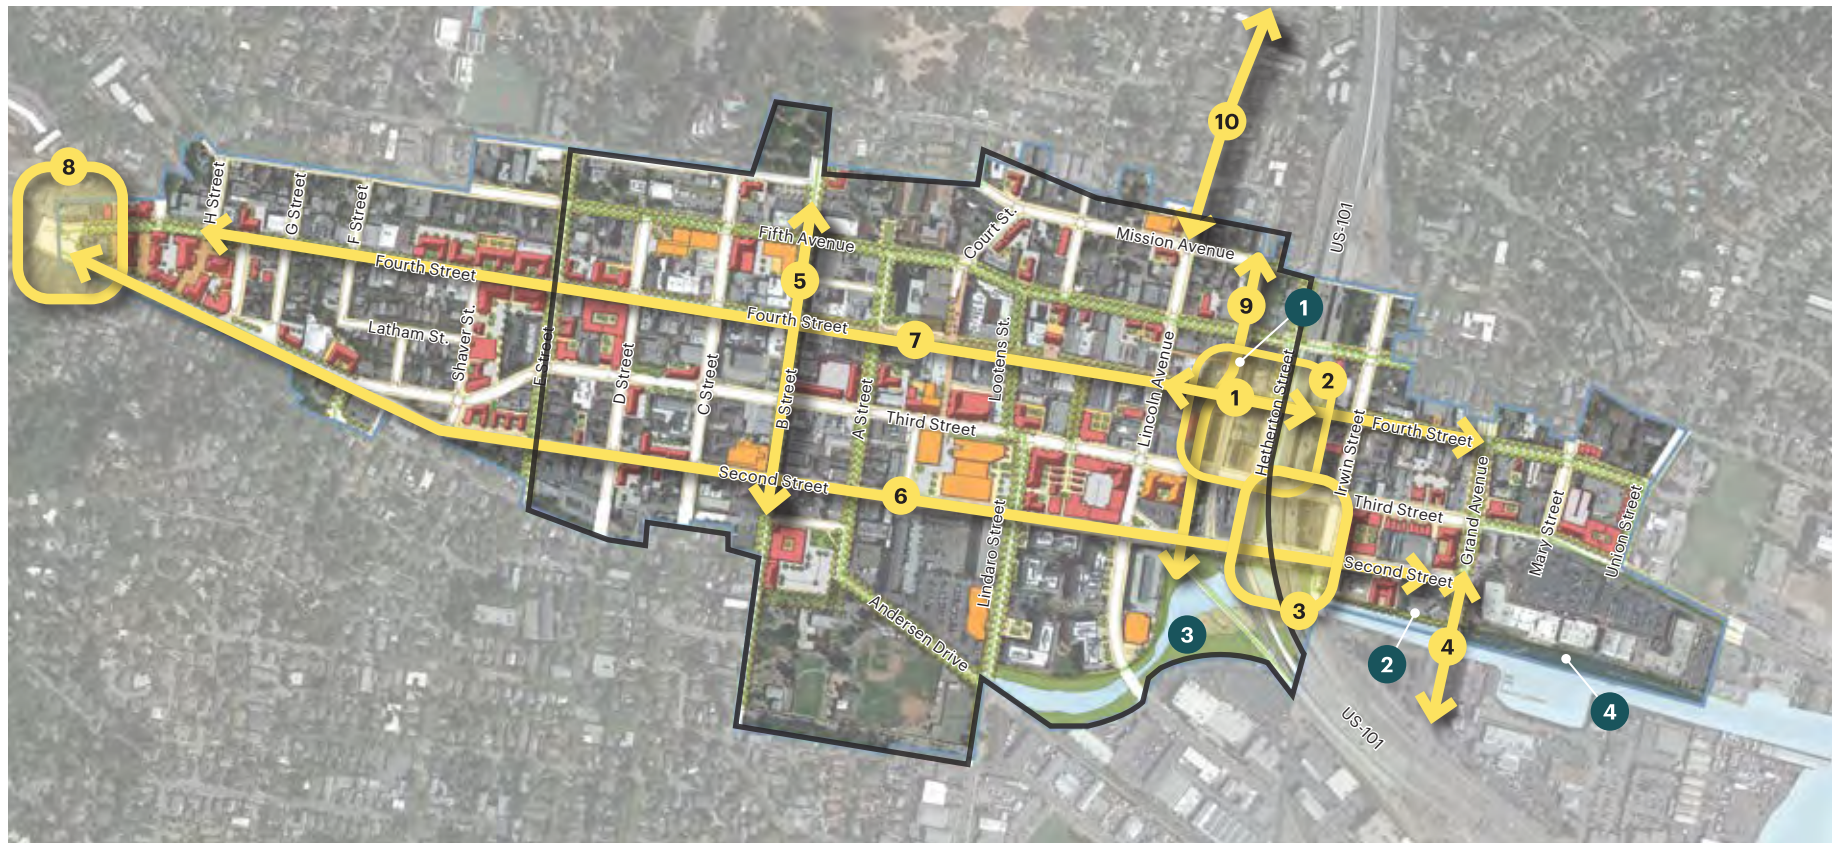 10
8
H Street
G Street
F Street
US-101
Court St.
Mission Avenue
Fifth Avenue
Fourth Street
5
9
1
Fourth Street
7
Latham St.
Shaver St.
E Street
D Street
C Street
B Street
A Street
Lootens St.
Lincoln Avenue
Hetherton Street
2
1
Irwin Street
Fourth Street
Third Street
Second Street
6
Third Street
Grand Avenue
Mary Street
Union Street
Second Street
Lindaro Street
Andersen Drive
3
3
2
4
4
US-101